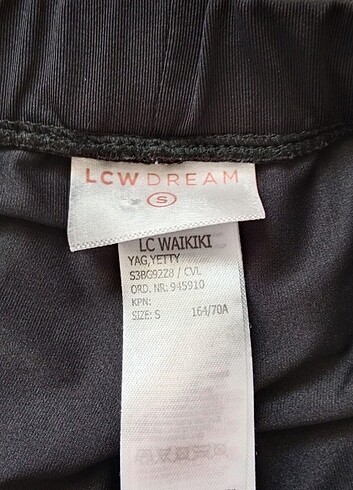 LCW DREAM
S
LC WAIKIKI
YAG,YETTY
S3BG92Z8 / CVL
ORD. NR: 945910
KPN:
SIZE: S 164/70A